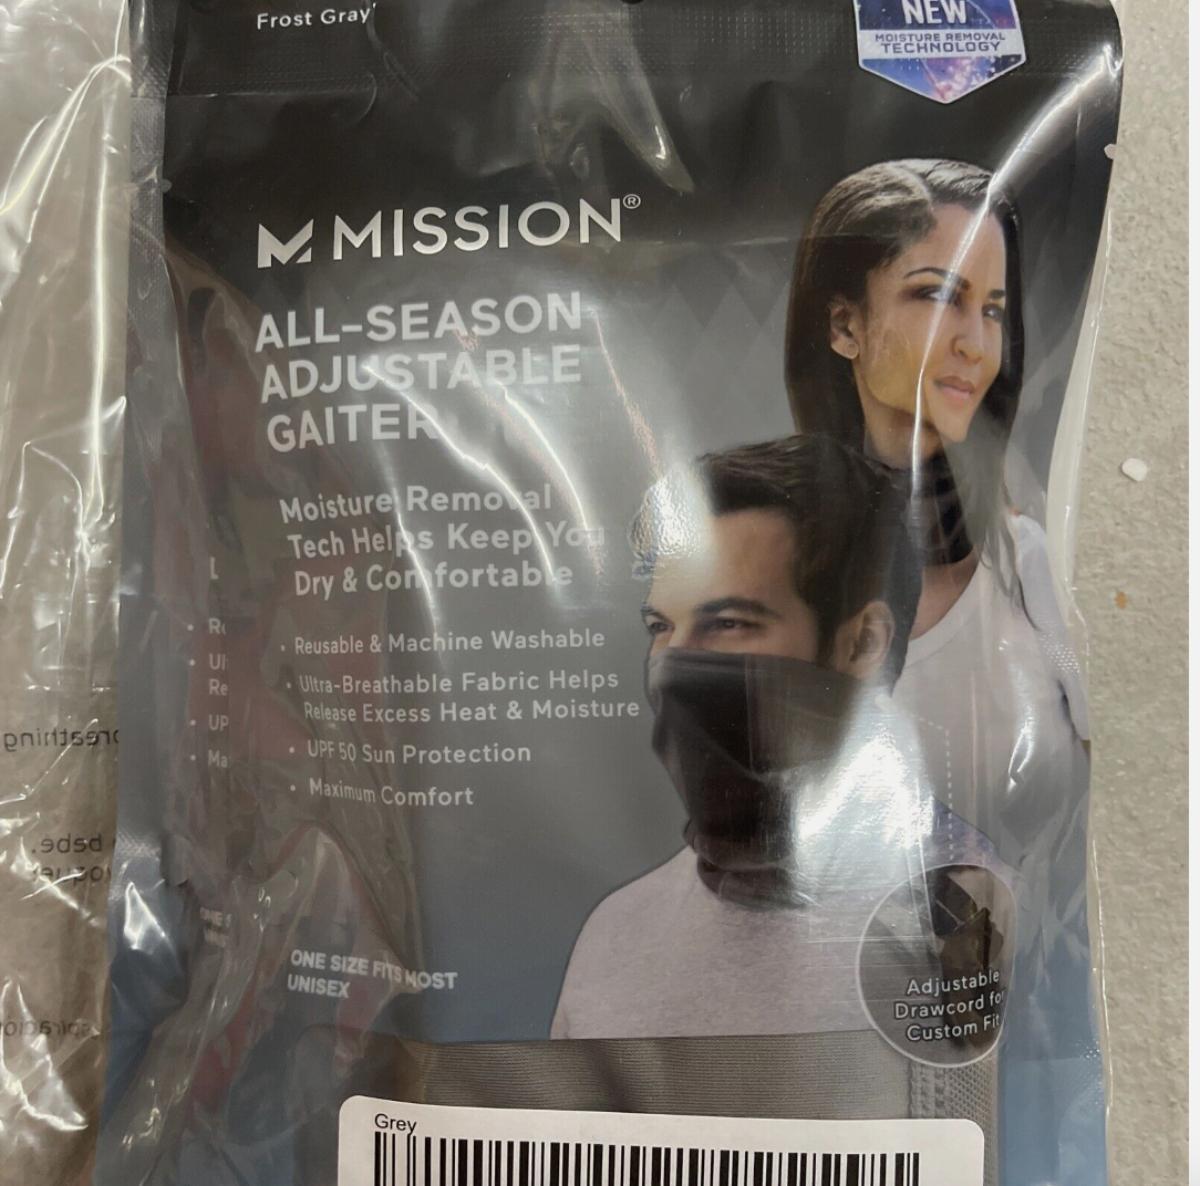 Frost Gray
NEW
MOISTURE REMOVAL
TECHNOLOGY
MISSION®
ALL-SEASON
ADJUSTABLE
GAITER
Moisture Removal
Tech Helps Keep You
Dry & Comfortable
• Reusable & Machine Washable
• Ultra-Breathable Fabric Helps
Release Excess Heat & Moisture
• UPF 50 Sun Protection
• Maximum Comfort
ONE SIZE FITS MOST
UNISEX
Adjustable
Drawcord for
Custom Fit
Grey